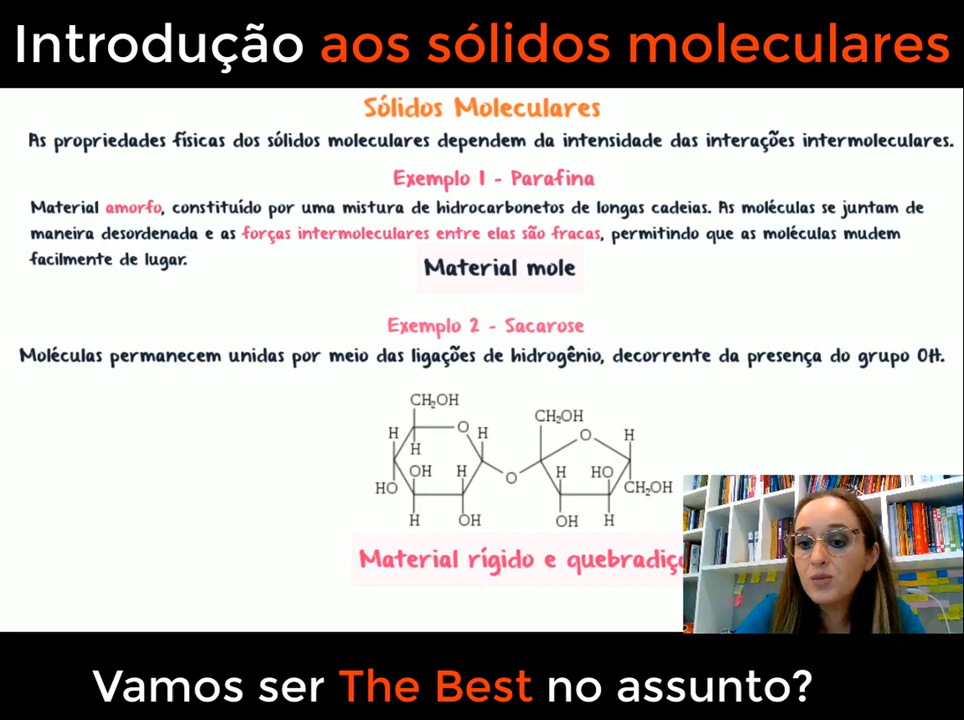 Introdução aos sólidos moleculares
Sólidos Moleculares
As propriedades físicas dos sólidos moleculares dependem da intensidade das interações intermoleculares.
Exemplo 1 - Parafina
Material amorfo, constituído por uma mistura de hidrocarbonetos de longas cadeias. As moléculas se juntam de
maneira desordenada e as forças intermoleculares entre elas são fracas, permitindo que as moléculas mudem
facilmente de lugar.
Material mole
Exemplo 2 - Sacarose
Moléculas permanecem unidas por meio das ligações de hidrogênio, decorrente da presença do grupo OH.
CH₂OH
CH₂OH
H O H O H
H
OH H H HO
HO O CH₂OH
H OH OH H
Material rígido e quebradiç
Vamos ser The Best no assunto?